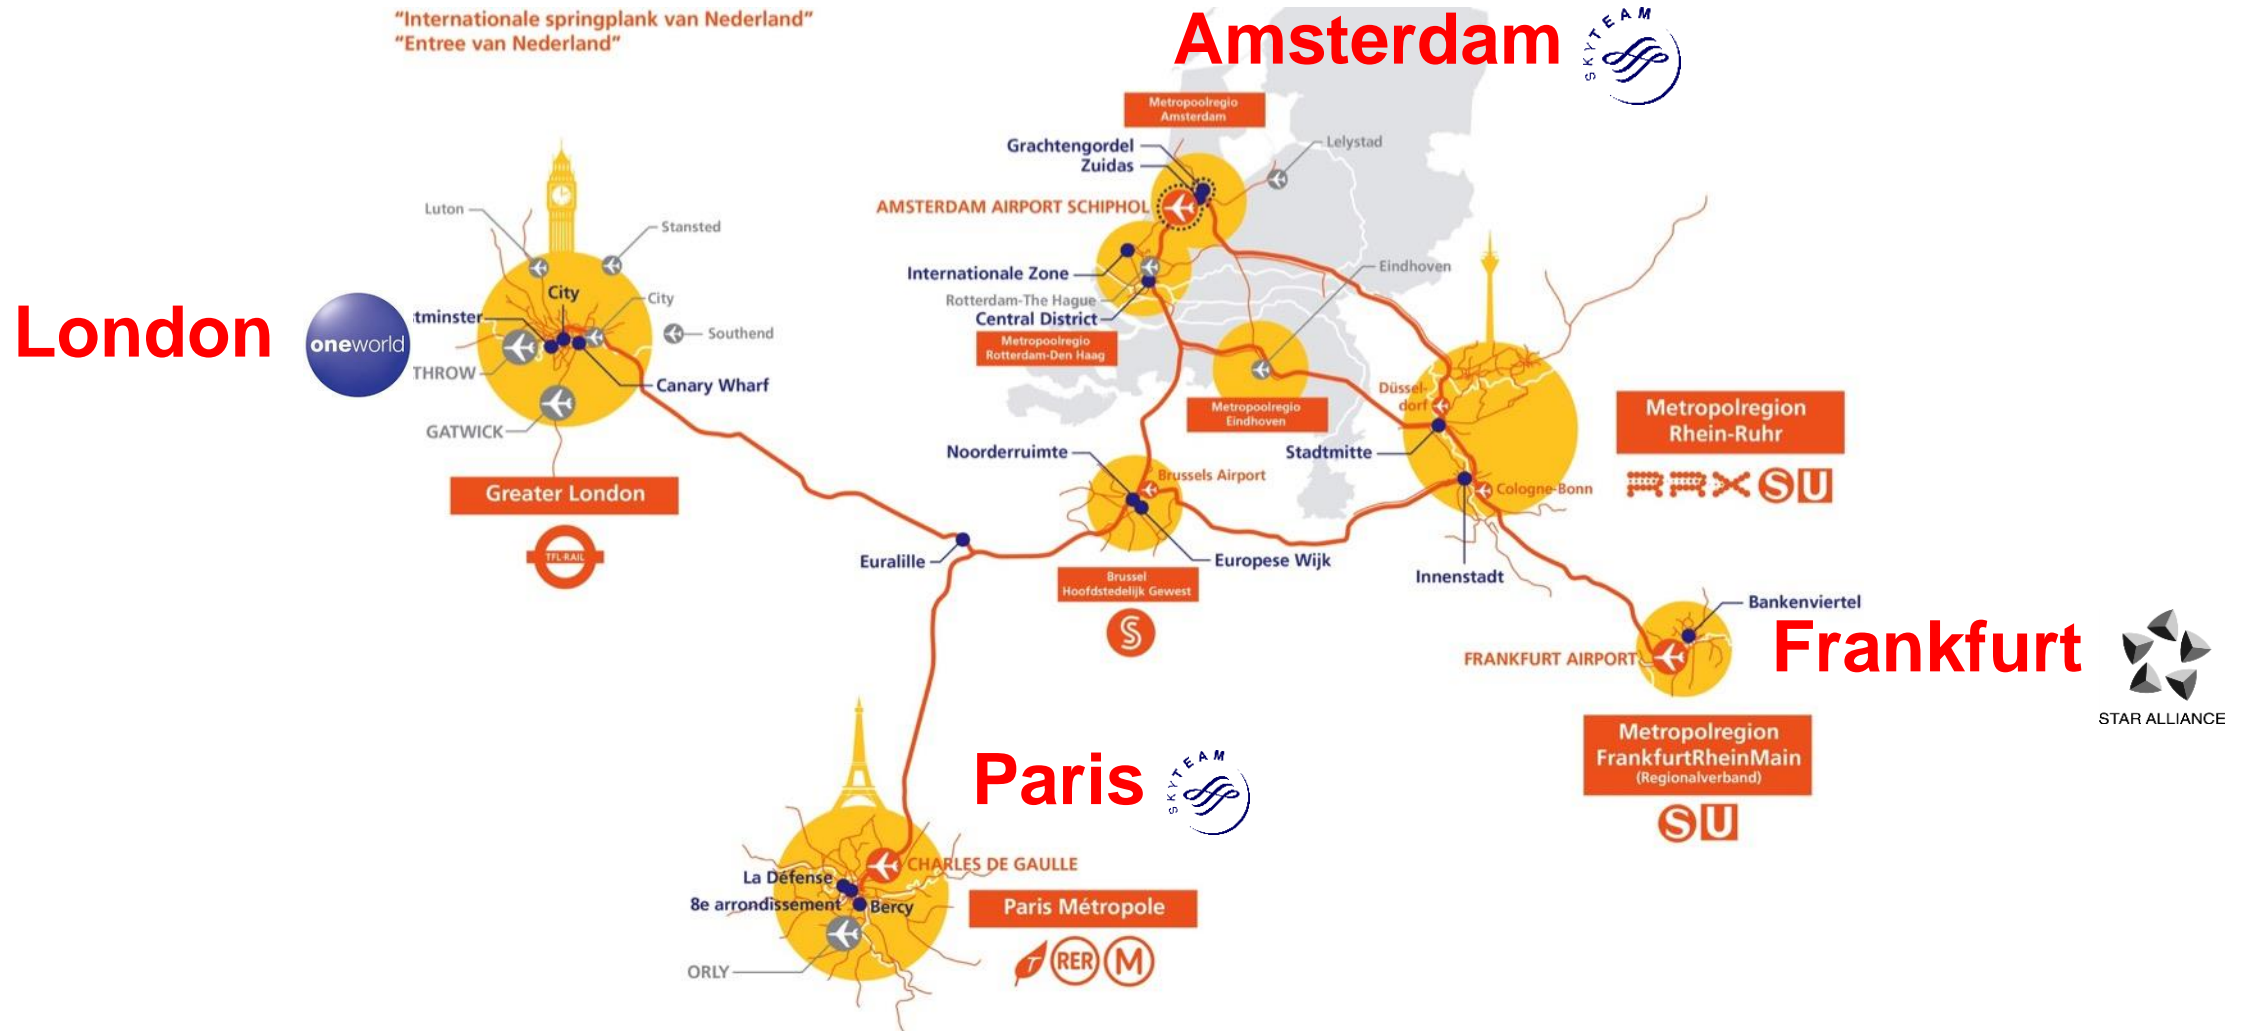 “Internationale springplank van Nederland”
“Entree van Nederland”
Amsterdam
SKYTEAM
Metropoolregio
Amsterdam
Grachtengordel
Zuidas
Lelystad
AMSTERDAM AIRPORT SCHIPHOL
Internationale Zone
Eindhoven
Rotterdam-The Hague
Central District
Metropoolregio
Rotterdam-Den Haag
Luton
Stansted
City
City
London
oneworld
tminster
Southend
THROW
Canary Wharf
GATWICK
Greater London
TFL-RAIL
Metropoolregio
Eindhoven
Düssel-
dorf
Stadtmitte
Metropolregion
Rhein-Ruhr
RRX S U
Noorderruimte
Brussels Airport
Cologne-Bonn
Euralille
Europese Wijk
Innenstadt
Brussel
Hoofdstedelijk Gewest
S
Bankenviertel
FRANKFURT AIRPORT
Frankfurt
STAR ALLIANCE
Metropolregion
FrankfurtRheinMain
(Regionalverband)
S U
Paris
SKYTEAM
CHARLES DE GAULLE
La Défense
8e arrondissement
Bercy
Paris Métropole
T RER M
ORLY